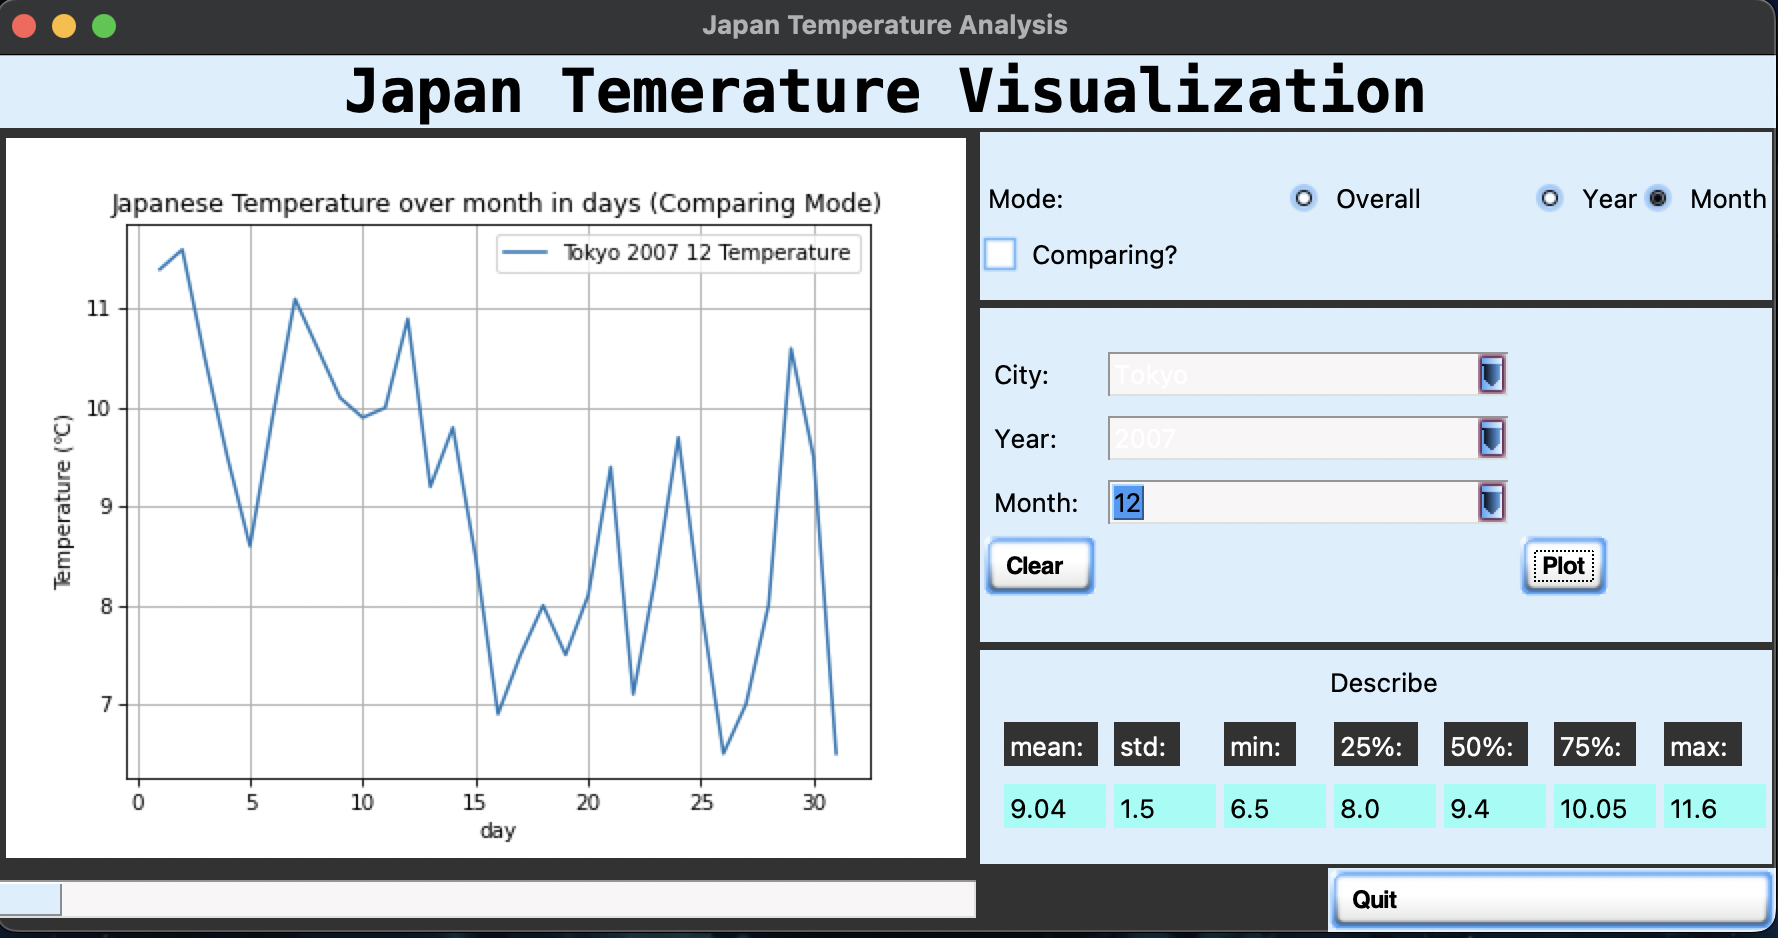 Japan Temperature Analysis
Japan Temerature Visualization
Japanese Temperature over month in days (Comparing Mode)
Tokyo 2007 12 Temperature
Temperature (°C)
11
10
9
8
7
0 5 10 15 20 25 30
day
Mode: Overall Year Month
Comparing?
City: Tokyo
Year: 2007
Month: 12
Clear Plot
Describe
mean: std: min: 25%: 50%: 75%: max:
9.04 1.5 6.5 8.0 9.4 10.05 11.6
Quit